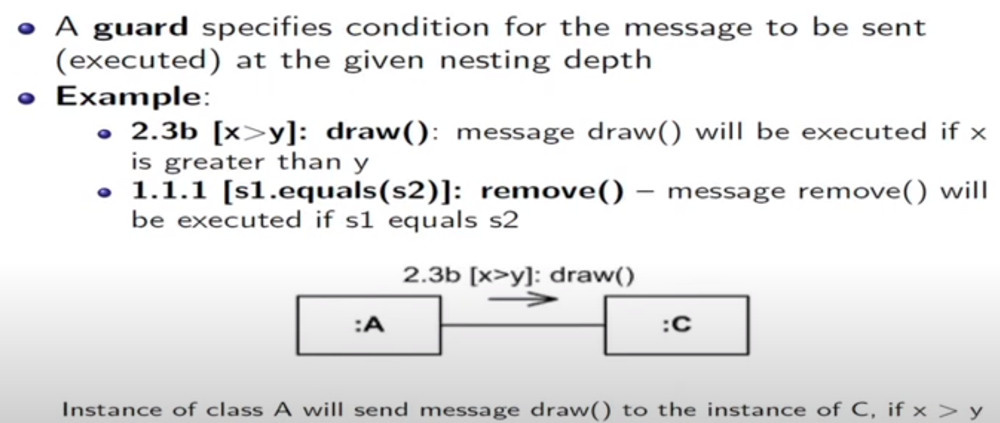 A guard specifies condition for the message to be sent
(executed) at the given nesting depth
Example:
2.3b [x>y]: draw(): message draw() will be executed if x
is greater than y
1.1.1 [s1.equals(s2)]: remove() – message remove() will
be executed if s1 equals s2
2.3b [x>y]: draw()
:A
:C
Instance of class A will send message draw() to the instance of C, if x > y